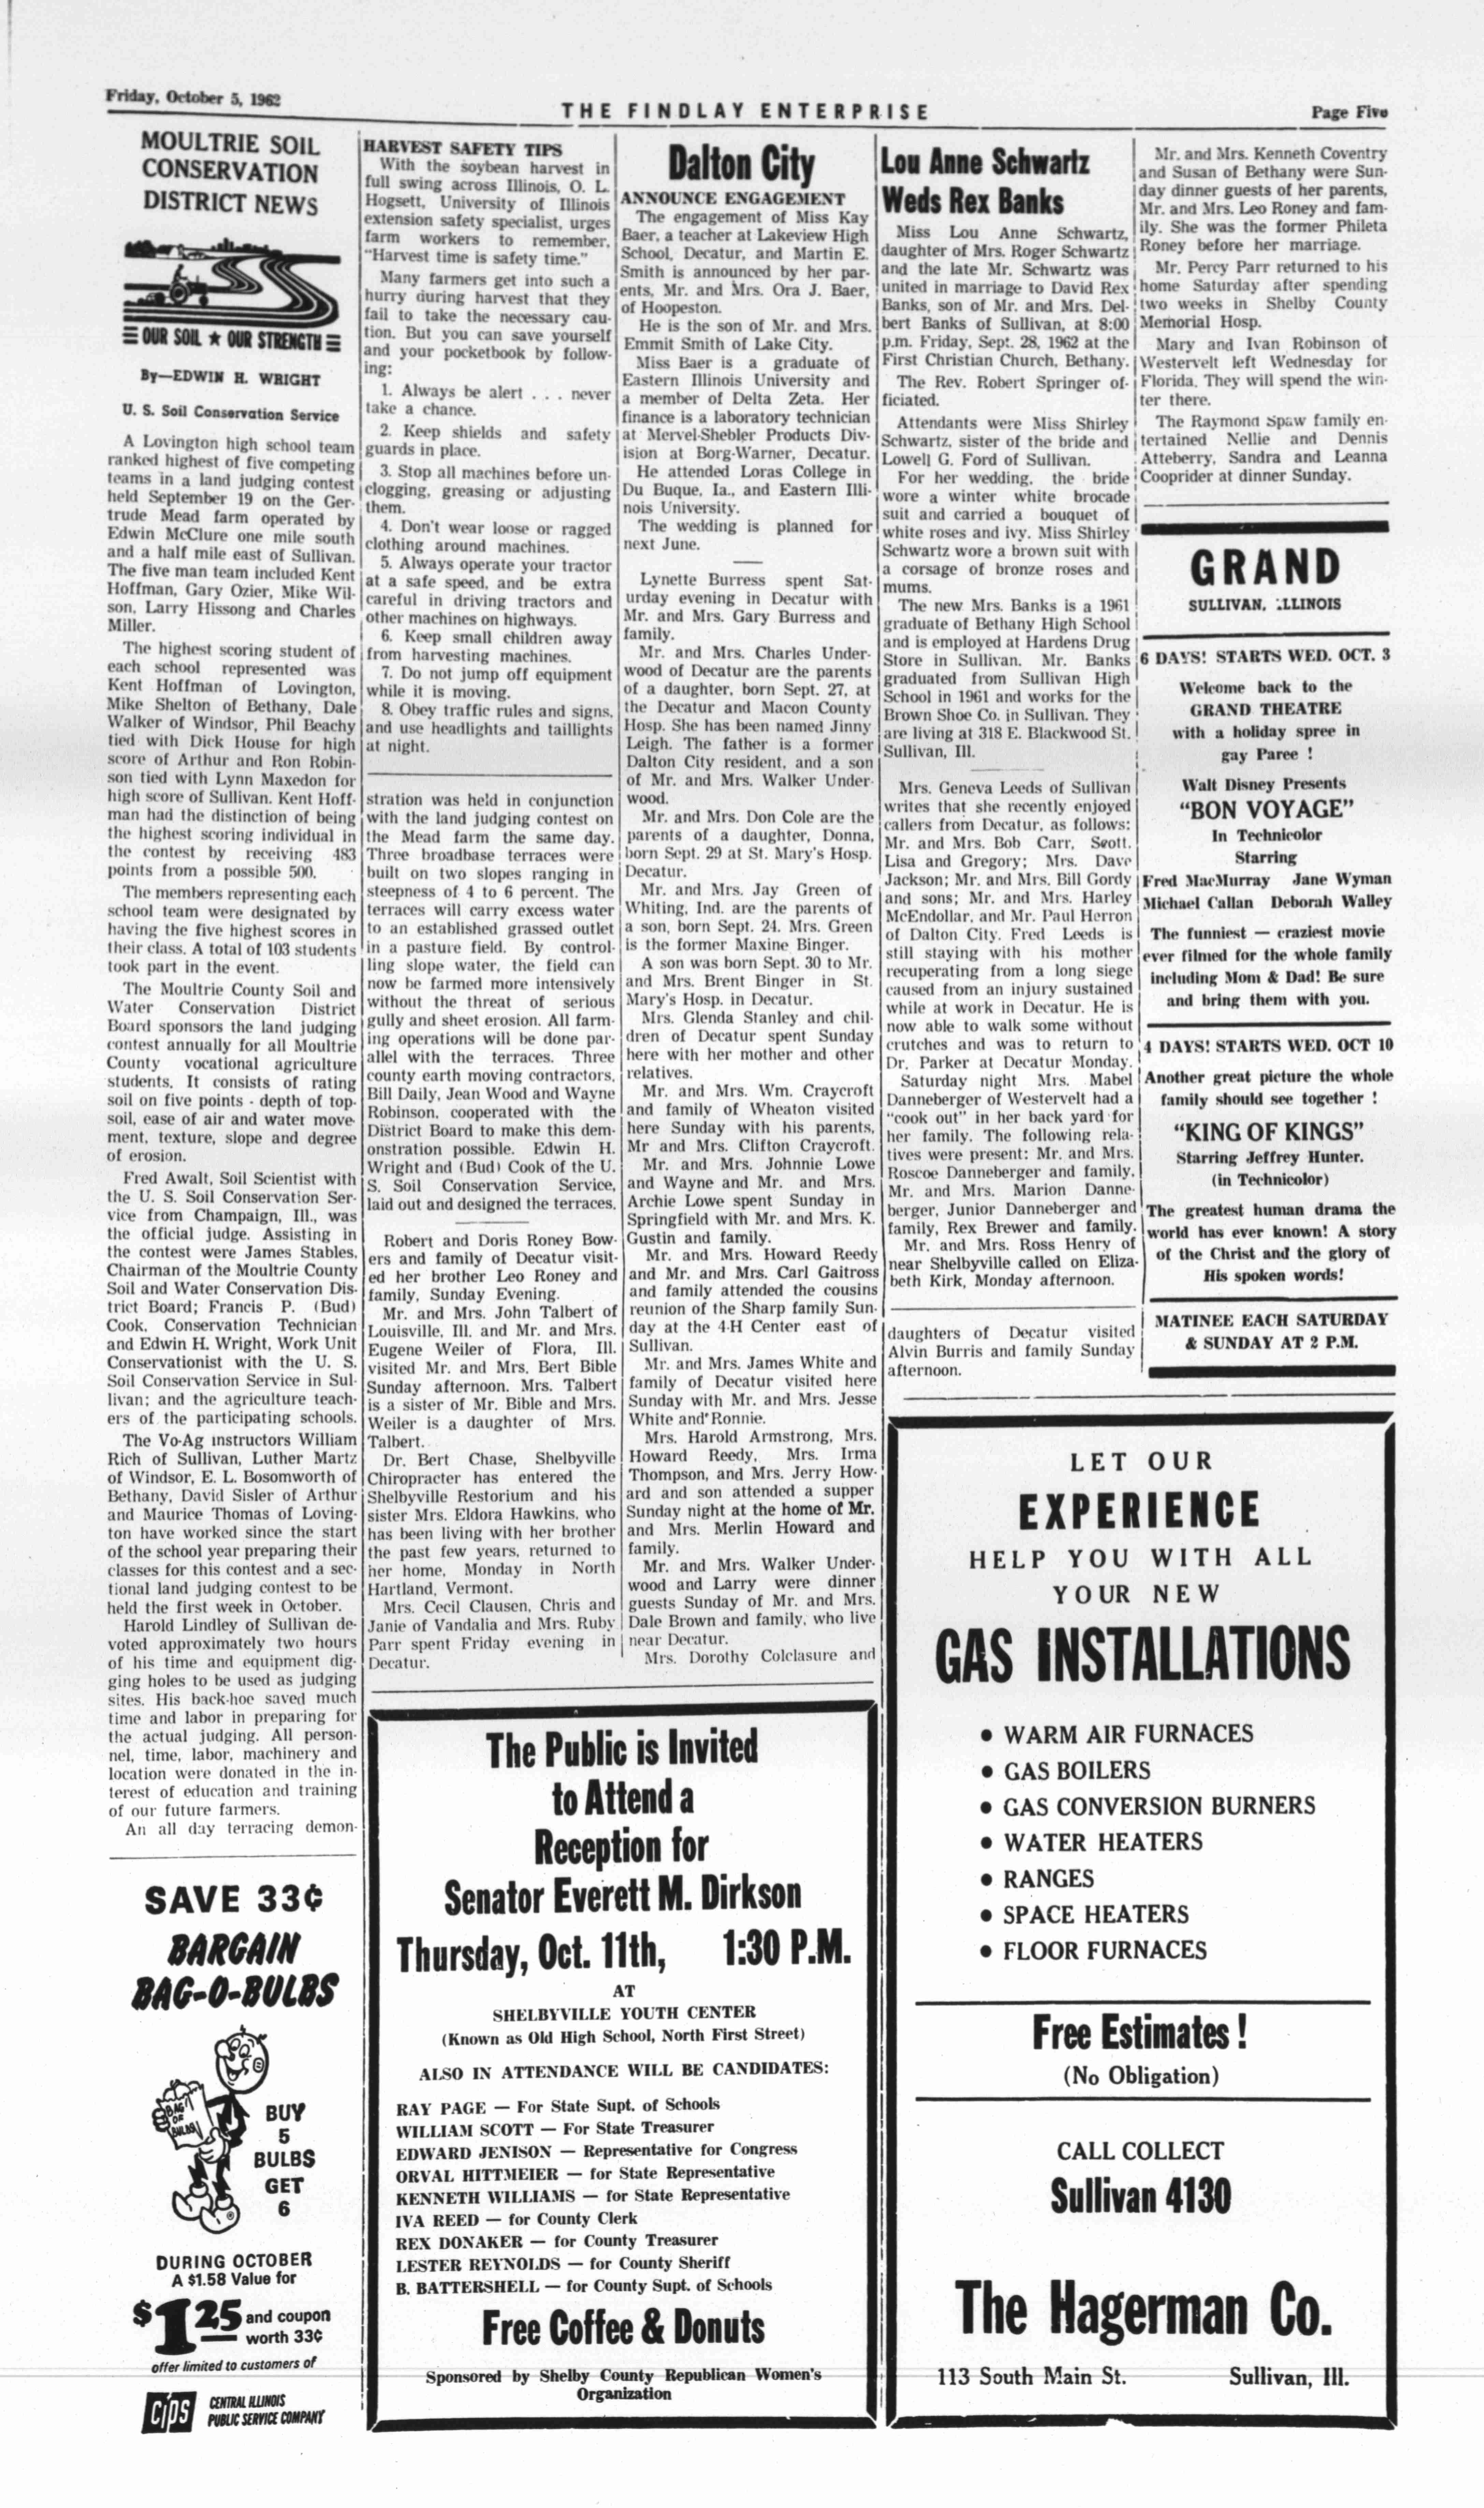 Friday, October 5, 1962
THE FINDLAY ENTERPRISE
Page Five
MOULTRIE SOIL
CONSERVATION
DISTRICT NEWS
OUR SOIL ★ OUR STRENGTH
By—EDWIN H. WRIGHT
U. S. Soil Conservation Service
A Lovington high school team
ranked highest of five competing
teams in a land judging contest
held September 19 on the Ger-
trude Mead farm operated by
Edwin McClure one mile south
and a half mile east of Sullivan.
The five man team included Kent
Hoffman, Gary Ozier, Mike Wil-
son, Larry Hissong and Charles
Miller.
The highest scoring student of
each school represented was
Kent Hoffman of Lovington,
Mike Shelton of Bethany, Dale
Walker of Windsor, Phil Beachy
tied with Dick House for high
score of Arthur and Ron Robin-
son tied with Lynn Maxedon for
high score of Sullivan. Kent Hoff-
man had the distinction of being
the highest scoring individual in
the contest by receiving 483
points from a possible 500.
The members representing each
school team were designated by
having the five highest scores in
their class. A total of 103 students
took part in the event.
The Moultrie County Soil and
Water Conservation District
Board sponsors the land judging
contest annually for all Moultrie
County vocational agriculture
students. It consists of rating
soil on five points - depth of top-
soil, ease of air and water move-
ment, texture, slope and degree
of erosion.
Fred Awalt, Soil Scientist with
the U. S. Soil Conservation Ser-
vice from Champaign, Ill., was
the official judge. Assisting in
the contest were James Stables,
Chairman of the Moultrie County
Soil and Water Conservation Dis-
trict Board; Francis P. (Bud)
Cook, Conservation Technician
and Edwin H. Wright, Work Unit
Conservationist with the U. S.
Soil Conservation Service in Sul-
livan; and the agriculture teach-
ers of the participating schools.
The Vo-Ag instructors William
Rich of Sullivan, Luther Martz
of Windsor, E. L. Bosomworth of
Bethany, David Sisler of Arthur
and Maurice Thomas of Loving-
ton have worked since the start
of the school year preparing their
classes for this contest and a sec-
tional land judging contest to be
held the first week in October.
Harold Lindley of Sullivan de-
voted approximately two hours
of his time and equipment dig-
ging holes to be used as judging
sites. His back-hoe saved much
time and labor in preparing for
the actual judging. All person-
nel, time, labor, machinery and
location were donated in the in-
terest of education and training
of our future farmers.
An all day terracing demon-
SAVE 33¢
BARGAIN
BAG-O-BULBS
BAG
OF
BULBS
BUY
5
BULBS
GET
6
DURING OCTOBER
A $1.58 Value for
$1 25 and coupon
worth 33¢
offer limited to customers of
CIPS
CENTRAL ILLINOIS
PUBLIC SERVICE COMPANY
HARVEST SAFETY TIPS
With the soybean harvest in
full swing across Illinois, O. L.
Hogsett, University of Illinois
extension safety specialist, urges
farm workers to remember,
"Harvest time is safety time."
Many farmers get into such a
hurry during harvest that they
fail to take the necessary cau-
tion. But you can save yourself
and your pocketbook by follow-
ing:
1. Always be alert . . . never
take a chance.
2. Keep shields and safety
guards in place.
3. Stop all machines before un-
clogging, greasing or adjusting
them.
4. Don't wear loose or ragged
clothing around machines.
5. Always operate your tractor
at a safe speed, and be extra
careful in driving tractors and
other machines on highways.
6. Keep small children away
from harvesting machines.
7. Do not jump off equipment
while it is moving.
8. Obey traffic rules and signs,
and use headlights and taillights
at night.
stration was held in conjunction
with the land judging contest on
the Mead farm the same day.
Three broadbase terraces were
built on two slopes ranging in
steepness of 4 to 6 percent. The
terraces will carry excess water
to an established grassed outlet
in a pasture field. By control-
ling slope water, the field can
now be farmed more intensively
without the threat of serious
gully and sheet erosion. All farm-
ing operations will be done par-
allel with the terraces. Three
county earth moving contractors,
Bill Daily, Jean Wood and Wayne
Robinson, cooperated with the
District Board to make this dem-
onstration possible. Edwin H.
Wright and (Bud) Cook of the U.
S. Soil Conservation Service,
laid out and designed the terraces.
Robert and Doris Roney Bow-
ers and family of Decatur visit-
ed her brother Leo Roney and
family, Sunday Evening.
Mr. and Mrs. John Talbert of
Louisville, Ill. and Mr. and Mrs.
Eugene Weiler of Flora, Ill.
visited Mr. and Mrs. Bert Bible
Sunday afternoon. Mrs. Talbert
is a sister of Mr. Bible and Mrs.
Weiler is a daughter of Mrs.
Talbert.
Dr. Bert Chase, Shelbyville
Chiropracter has entered the
Shelbyville Restorium and his
sister Mrs. Eldora Hawkins, who
has been living with her brother
the past few years, returned to
her home, Monday in North
Hartland, Vermont.
Mrs. Cecil Clausen, Chris and
Janie of Vandalia and Mrs. Ruby
Parr spent Friday evening in
Decatur.
Dalton City
ANNOUNCE ENGAGEMENT
The engagement of Miss Kay
Baer, a teacher at Lakeview High
School, Decatur, and Martin E.
Smith is announced by her par-
ents, Mr. and Mrs. Ora J. Baer,
of Hoopeston.
He is the son of Mr. and Mrs.
Emmit Smith of Lake City.
Miss Baer is a graduate of
Eastern Illinois University and
a member of Delta Zeta. Her
finance is a laboratory technician
at Mervel-Shebler Products Div-
ision at Borg-Warner, Decatur.
He attended Loras College in
Du Buque, Ia., and Eastern Illi-
nois University.
The wedding is planned for
next June.
Lynette Burress spent Sat-
urday evening in Decatur with
Mr. and Mrs. Gary Burress and
family.
Mr. and Mrs. Charles Under-
wood of Decatur are the parents
of a daughter, born Sept. 27, at
the Decatur and Macon County
Hosp. She has been named Jinny
Leigh. The father is a former
Dalton City resident, and a son
of Mr. and Mrs. Walker Under-
wood.
Mr. and Mrs. Don Cole are the
parents of a daughter, Donna,
born Sept. 29 at St. Mary's Hosp.
Decatur.
Mr. and Mrs. Jay Green of
Whiting, Ind. are the parents of
a son, born Sept. 24. Mrs. Green
is the former Maxine Binger.
A son was born Sept. 30 to Mr.
and Mrs. Brent Binger in St.
Mary's Hosp. in Decatur.
Mrs. Glenda Stanley and chil-
dren of Decatur spent Sunday
here with her mother and other
relatives.
Mr. and Mrs. Wm. Craycroft
and family of Wheaton visited
here Sunday with his parents,
Mr and Mrs. Clifton Craycroft.
Mr. and Mrs. Johnnie Lowe
and Wayne and Mr. and Mrs.
Archie Lowe spent Sunday in
Springfield with Mr. and Mrs. K.
Gustin and family.
Mr. and Mrs. Howard Reedy
and Mr. and Mrs. Carl Gaitross
and family attended the cousins
reunion of the Sharp family Sun-
day at the 4-H Center east of
Sullivan.
Mr. and Mrs. James White and
family of Decatur visited here
Sunday with Mr. and Mrs. Jesse
White and Ronnie.
Mrs. Harold Armstrong, Mrs.
Howard Reedy, Mrs. Irma
Thompson, and Mrs. Jerry How-
ard and son attended a supper
Sunday night at the home of Mr.
and Mrs. Merlin Howard and
family.
Mr. and Mrs. Walker Under-
wood and Larry were dinner
guests Sunday of Mr. and Mrs.
Dale Brown and family, who live
near Decatur.
Mrs. Dorothy Colclasure and
The Public is Invited
to Attend a
Reception for
Senator Everett M. Dirkson
Thursday, Oct. 11th, 1:30 P.M.
AT
SHELBYVILLE YOUTH CENTER
(Known as Old High School, North First Street)
ALSO IN ATTENDANCE WILL BE CANDIDATES:
RAY PAGE — For State Supt. of Schools
WILLIAM SCOTT — For State Treasurer
EDWARD JENISON — Representative for Congress
ORVAL HITTMEIER — for State Representative
KENNETH WILLIAMS — for State Representative
IVA REED — for County Clerk
REX DONAKER — for County Treasurer
LESTER REYNOLDS — for County Sheriff
B. BATTERSHELL — for County Supt. of Schools
Free Coffee & Donuts
Sponsored by Shelby County Republican Women's
Organization
Lou Anne Schwartz
Weds Rex Banks
Miss Lou Anne Schwartz,
daughter of Mrs. Roger Schwartz
and the late Mr. Schwartz was
united in marriage to David Rex
Banks, son of Mr. and Mrs. Del-
bert Banks of Sullivan, at 8:00
p.m. Friday, Sept. 28, 1962 at the
First Christian Church, Bethany.
The Rev. Robert Springer of-
ficiated.
Attendants were Miss Shirley
Schwartz, sister of the bride and
Lowell G. Ford of Sullivan.
For her wedding, the bride
wore a winter white brocade
suit and carried a bouquet of
white roses and ivy. Miss Shirley
Schwartz wore a brown suit with
a corsage of bronze roses and
mums.
The new Mrs. Banks is a 1961
graduate of Bethany High School
and is employed at Hardens Drug
Store in Sullivan. Mr. Banks
graduated from Sullivan High
School in 1961 and works for the
Brown Shoe Co. in Sullivan. They
are living at 318 E. Blackwood St.
Sullivan, Ill.
Mrs. Geneva Leeds of Sullivan
writes that she recently enjoyed
callers from Decatur, as follows:
Mr. and Mrs. Bob Carr, Scott,
Lisa and Gregory; Mrs. Dave
Jackson; Mr. and Mrs. Bill Gordy
and sons; Mr. and Mrs. Harley
McEndollar, and Mr. Paul Herron
of Dalton City. Fred Leeds is
still staying with his mother
recuperating from a long siege
caused from an injury sustained
while at work in Decatur. He is
now able to walk some without
crutches and was to return to
Dr. Parker at Decatur Monday.
Saturday night Mrs. Mabel
Danneberger of Westervelt had a
"cook out" in her back yard for
her family. The following rela-
tives were present: Mr. and Mrs.
Roscoe Danneberger and family,
Mr. and Mrs. Marion Danne-
berger, Junior Danneberger and
family, Rex Brewer and family.
Mr. and Mrs. Ross Henry of
near Shelbyville called on Eliza-
beth Kirk, Monday afternoon.
daughters of Decatur visited
Alvin Burris and family Sunday
afternoon.
Mr. and Mrs. Kenneth Coventry
and Susan of Bethany were Sun-
day dinner guests of her parents,
Mr. and Mrs. Leo Roney and fam-
ily. She was the former Phileta
Roney before her marriage.
Mr. Percy Parr returned to his
home Saturday after spending
two weeks in Shelby County
Memorial Hosp.
Mary and Ivan Robinson of
Westervelt left Wednesday for
Florida. They will spend the win-
ter there.
The Raymond Spaw family en-
tertained Nellie and Dennis
Atteberry, Sandra and Leanna
Cooprider at dinner Sunday.
GRAND
SULLIVAN, ILLINOIS
6 DAYS! STARTS WED. OCT. 3
Welcome back to the
GRAND THEATRE
with a holiday spree in
gay Paree !
Walt Disney Presents
"BON VOYAGE"
In Technicolor
Starring
Fred MacMurray Jane Wyman
Michael Callan Deborah Walley
The funniest — craziest movie
ever filmed for the whole family
including Mom & Dad! Be sure
and bring them with you.
4 DAYS! STARTS WED. OCT 10
Another great picture the whole
family should see together !
"KING OF KINGS"
Starring Jeffrey Hunter.
(in Technicolor)
The greatest human drama the
world has ever known! A story
of the Christ and the glory of
His spoken words!
MATINEE EACH SATURDAY
& SUNDAY AT 2 P.M.
LET OUR
EXPERIENCE
HELP YOU WITH ALL
YOUR NEW
GAS INSTALLATIONS
• WARM AIR FURNACES
• GAS BOILERS
• GAS CONVERSION BURNERS
• WATER HEATERS
• RANGES
• SPACE HEATERS
• FLOOR FURNACES
Free Estimates !
(No Obligation)
CALL COLLECT
Sullivan 4130
The Hagerman Co.
113 South Main St. Sullivan, Ill.